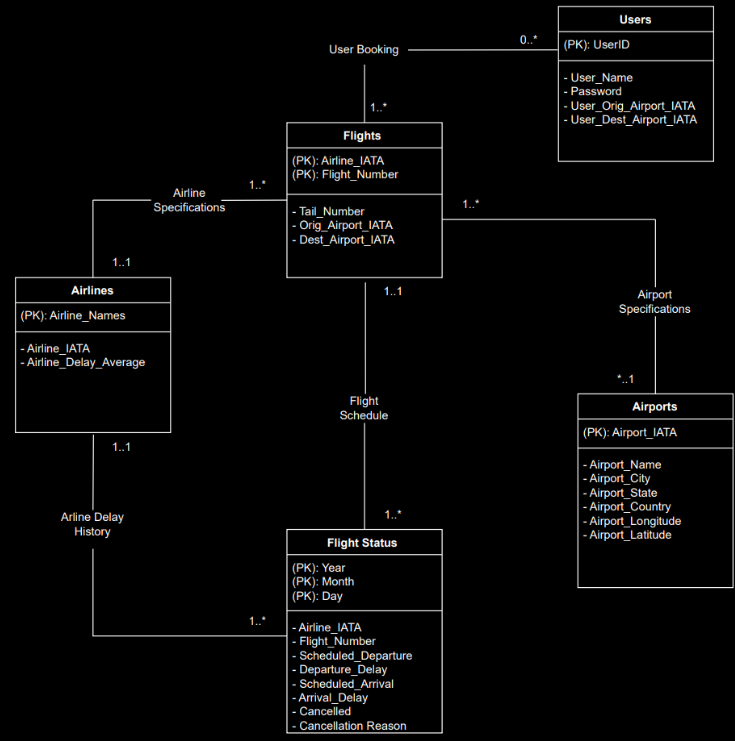 Users
(PK): UserID
- User_Name
- Password
- User_Orig_Airport_IATA
- User_Dest_Airport_IATA
User Booking
0..*
1..*
Flights
(PK): Airline_IATA
(PK): Flight_Number
- Tail_Number
- Orig_Airport_IATA
- Dest_Airport_IATA
Airline
Specifications
1..*
1..1
1..*
Airport
Specifications
*..1
Airlines
(PK): Airline_Names
- Airline_IATA
- Airline_Delay_Average
1..1
Flight
Schedule
1..*
Airports
(PK): Airport_IATA
- Airport_Name
- Airport_City
- Airport_State
- Airport_Country
- Airport_Longitude
- Airport_Latitude
1..1
Arline Delay
History
1..*
Flight Status
(PK): Year
(PK): Month
(PK): Day
- Airline_IATA
- Flight_Number
- Scheduled_Departure
- Departure_Delay
- Scheduled_Arrival
- Arrival_Delay
- Cancelled
- Cancellation Reason